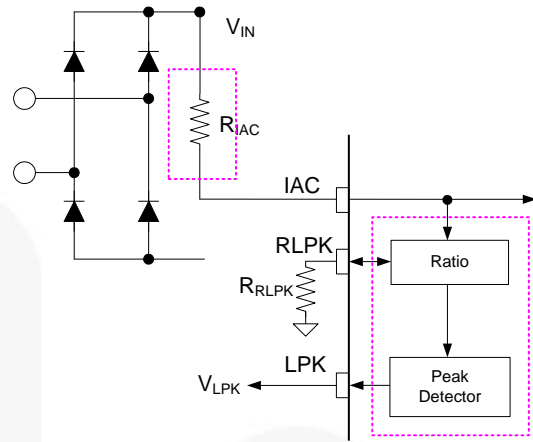 V_IN
R_IAC
IAC
RLPK
Ratio
R_RLPK
LPK
V_LPK
Peak
Detector